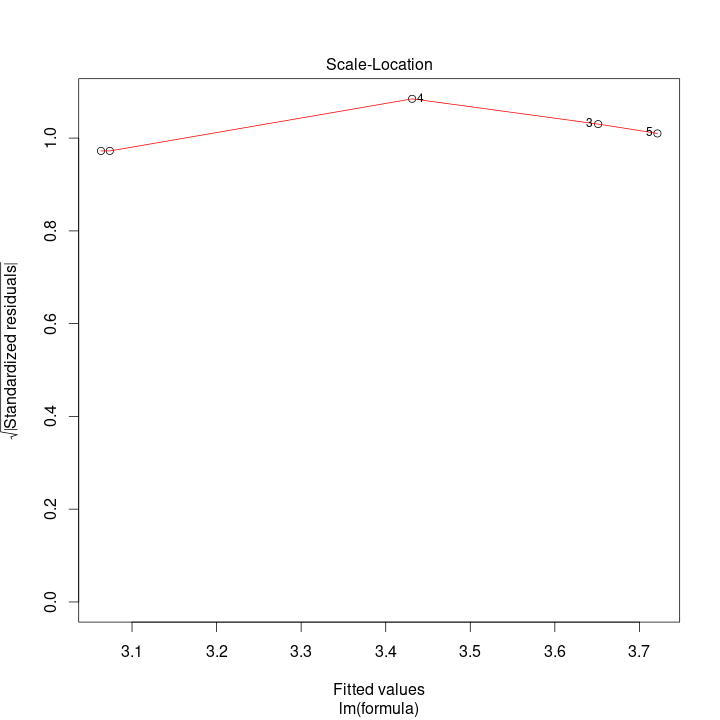 Scale-Location
4
3
5
1.0
0.8
0.6
0.4
0.2
0.0
√|Standardized residuals|
3.1 3.2 3.3 3.4 3.5 3.6 3.7
Fitted values
lm(formula)